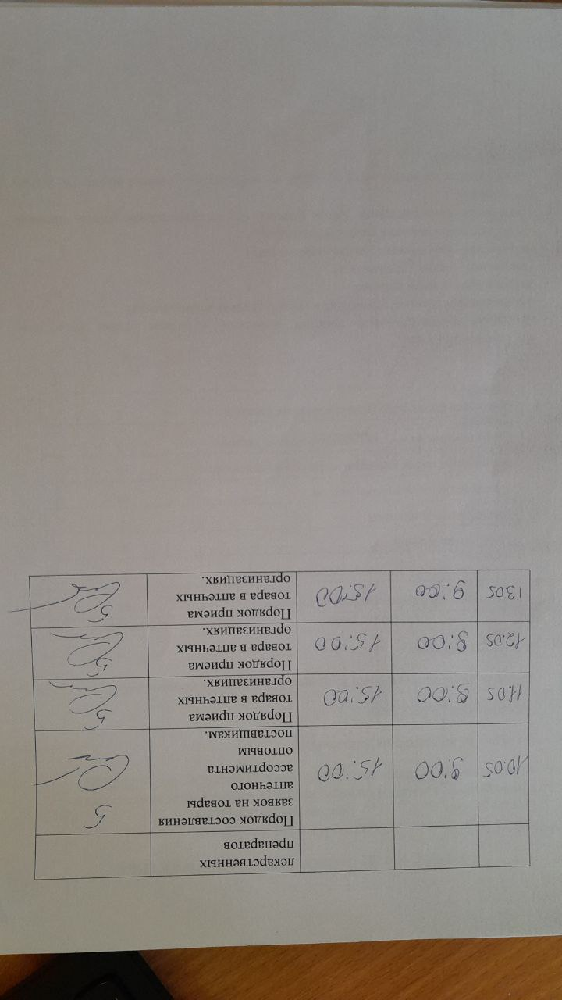 лекарственных
препаратов
10.05
9:00
15:00
Порядок составления
заявок на товары
аптечного
ассортимента
оптовым
поставщикам.
5
11.05
9:00
15:00
Порядок приема
товара в аптечных
организациях.
5
12.05
9:00
15:00
Порядок приема
товара в аптечных
организациях.
5
13.05
9:00
15:00
Порядок приема
товара в аптечных
организациях.
5